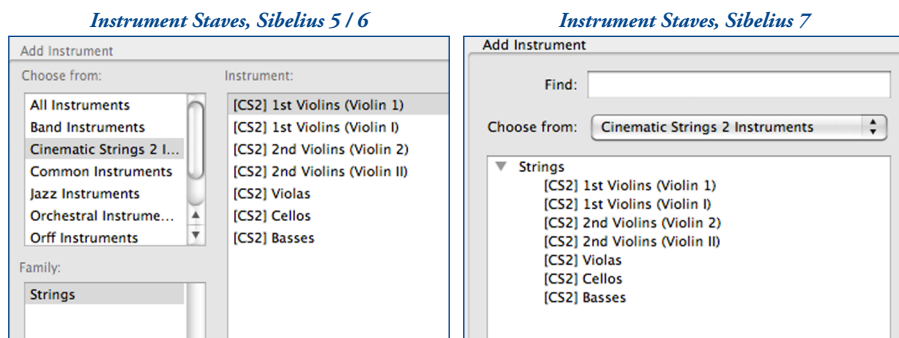 Instrument Staves, Sibelius 5 / 6
Add Instrument
Choose from:
All Instruments
Band Instruments
Cinematic Strings 2 I...
Common Instruments
Jazz Instruments
Orchestral Instrume...
Orff Instruments
Family:
Strings
Instrument:
[CS2] 1st Violins (Violin 1)
[CS2] 1st Violins (Violin I)
[CS2] 2nd Violins (Violin 2)
[CS2] 2nd Violins (Violin II)
[CS2] Violas
[CS2] Cellos
[CS2] Basses
Instrument Staves, Sibelius 7
Add Instrument
Find:
Choose from: Cinematic Strings 2 Instruments
Strings
[CS2] 1st Violins (Violin 1)
[CS2] 1st Violins (Violin I)
[CS2] 2nd Violins (Violin 2)
[CS2] 2nd Violins (Violin II)
[CS2] Violas
[CS2] Cellos
[CS2] Basses